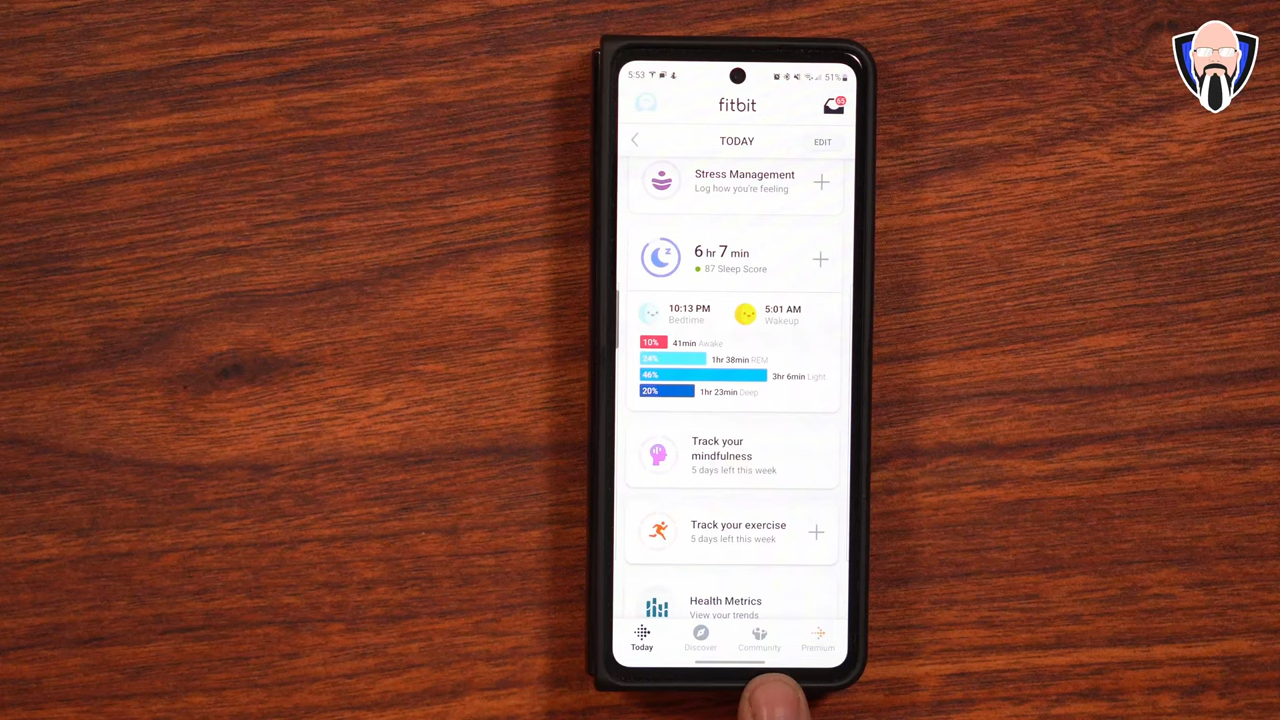 5:53
51%
fitbit
65
TODAY
EDIT
Stress Management
Log how you're feeling
6 hr 7 min
87 Sleep Score
10:13 PM
Bedtime
5:01 AM
Wakeup
10% 41min Awake
24% 1hr 38min REM
46% 3hr 6min Light
20% 1hr 23min Deep
Track your
mindfulness
5 days left this week
Track your exercise
5 days left this week
Health Metrics
View your trends
Today
Discover
Community
Premium